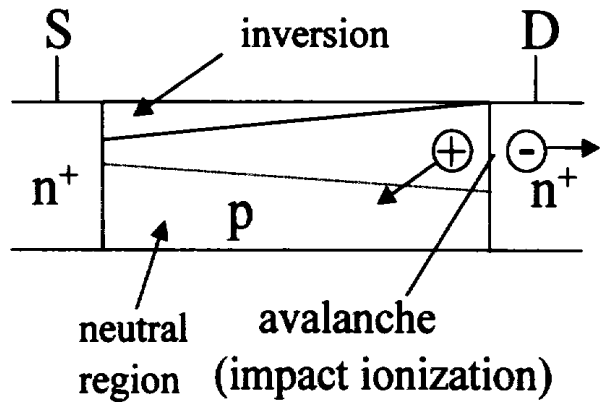 S
inversion
D
n+
+
-
n+
p
neutral
region
avalanche
(impact ionization)